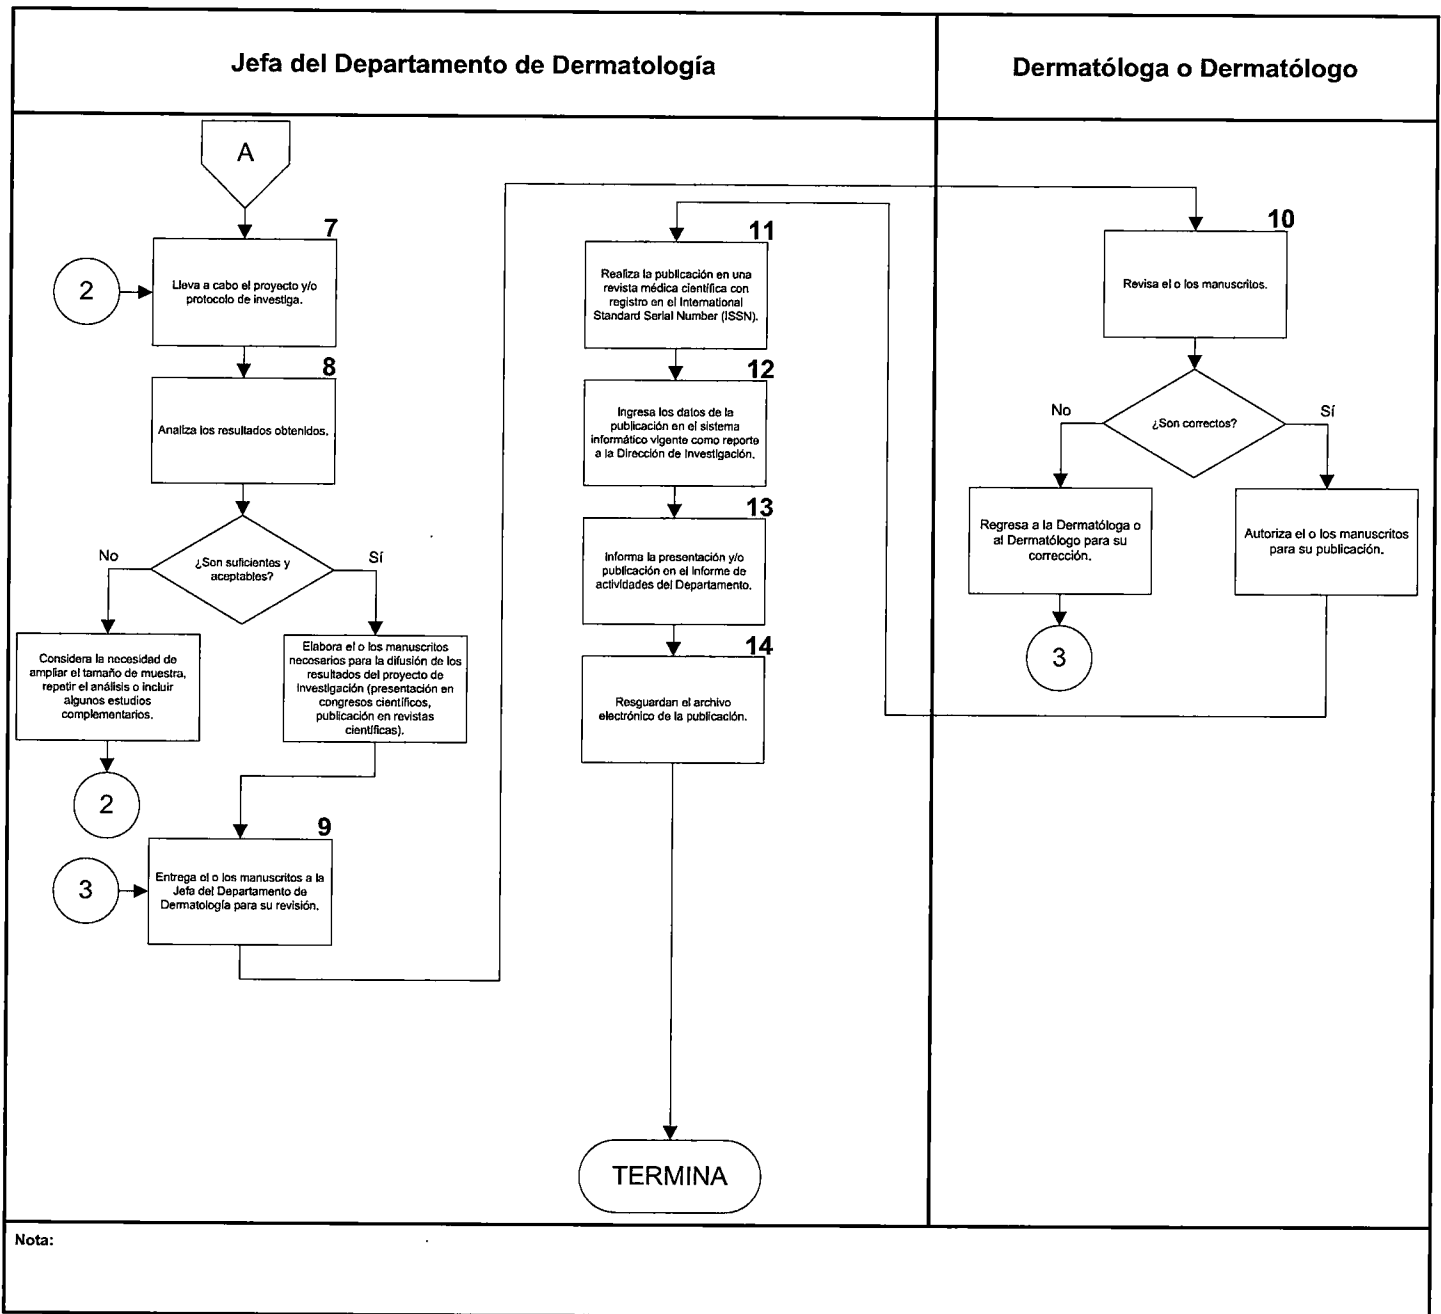 Jefa del Departamento de Dermatología
Dermatóloga o Dermatólogo
A
7
2
Lleva a cabo el proyecto y/o
protocolo de investiga.
8
Analiza los resultados obtenidos.
No
¿Son suficientes y
aceptables?
Sí
Considera la necesidad de
ampliar el tamaño de muestra,
repetir el análisis o incluir
algunos estudios
complementarios.
2
Elabora el o los manuscritos
necesarios para la difusión de los
resultados del proyecto de
Investigación (presentación en
congresos científicos,
publicación en revistas
científicas).
9
3
Entrega el o los manuscritos a la
Jefa del Departamento de
Dermatología para su revisión.
10
Revisa el o los manuscritos.
No
¿Son correctos?
Sí
Regresa a la Dermatóloga o
al Dermatólogo para su
corrección.
3
Autoriza el o los manuscritos
para su publicación.
11
Realiza la publicación en una
revista médica científica con
registro en el International
Standard Serial Number (ISSN).
12
Ingresa los datos de la
publicación en el sistema
informático vigente como reporte
a la Dirección de Investigación.
13
Informa la presentación y/o
publicación en el Informe de
actividades del Departamento.
14
Resguardan el archivo
electrónico de la publicación.
TERMINA
Nota: